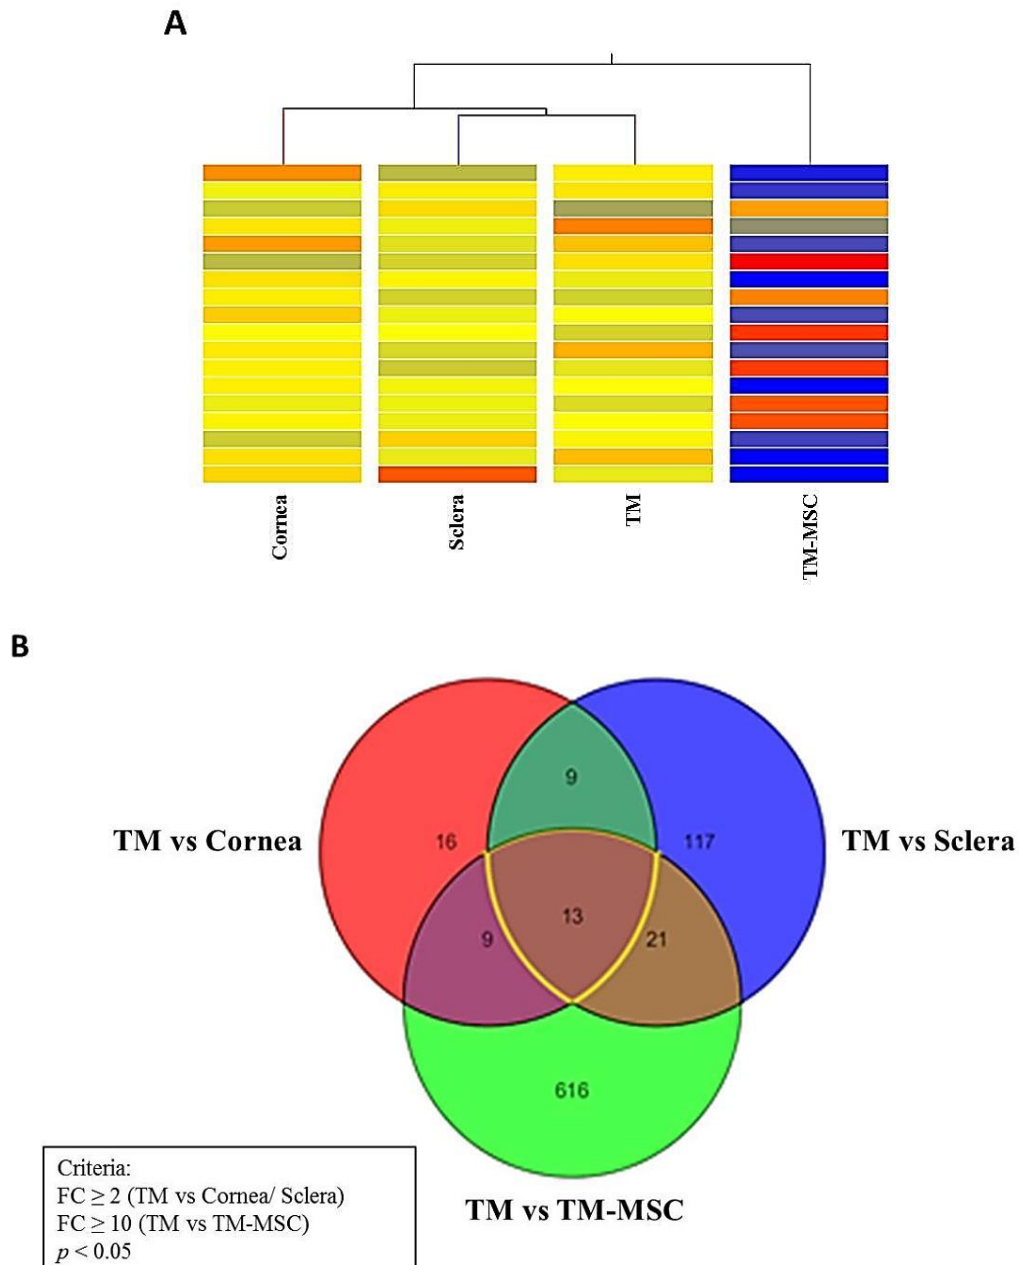 A
Cornea
Sclera
TM
TM-MSC
B
9
TM vs Cornea
16
117
TM vs Sclera
13
9
21
616
Criteria:
FC ≥ 2 (TM vs Cornea/ Sclera)
FC ≥ 10 (TM vs TM-MSC)
p < 0.05
TM vs TM-MSC